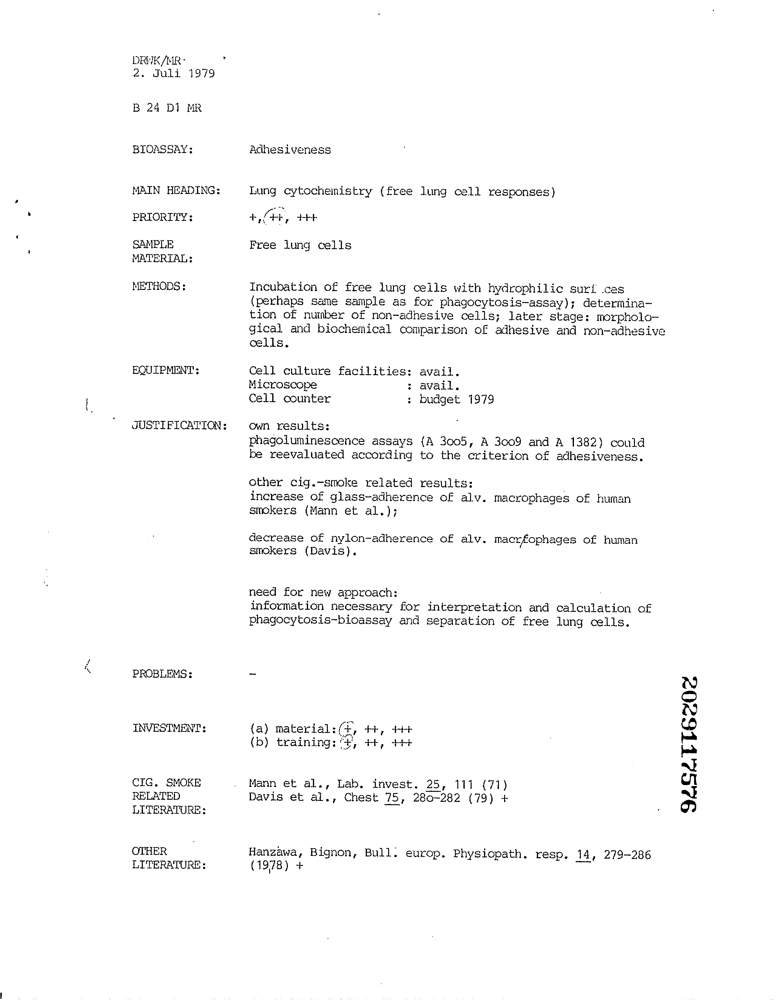 DRWK/MR
2. Juli 1979
B 24 D1 MR
BIOASSAY: Adhesiveness
MAIN HEADING: Lung cytochemistry (free lung cell responses)
PRIORITY: +, ++, +++
SAMPLE Free lung cells
MATERIAL:
METHODS: Incubation of free lung cells with hydrophilic
(perhaps same sample as for phagocytosis-assay); determina-
tion of number of non-adhesive cells; later stage: morpholo-
gical and biochemical comparison of adhesive and non-adhesive
cells.
EQUIPMENT: Cell culture facilities: avail.
Microscope : avail.
Cell counter : budget 1979
JUSTIFICATION: own results:
phagoluminescence assays (A 3oo5, A 3oo9 and A 1382) could
be reevaluated according to the criterion of adhesiveness.
other cig.-smoke related results:
increase of glass-adherence of alv. macrophages of human
smokers (Mann et al.);
decrease of nylon-adherence of alv. macrfophages of human
smokers (Davis).
need for new approach:
information necessary for interpretation and calculation of
phagocytosis-bioassay and separation of free lung cells.
PROBLEMS: -
INVESTMENT: (a) material: +, ++, +++
(b) training: +, ++, +++
CIG. SMOKE Mann et al., Lab. invest. 25, 111 (71)
RELATED Davis et al., Chest 75, 28o-282 (79) +
LITERATURE:
OTHER Hanzawa, Bignon, Bull. europ. Physiopath. resp. 14, 279-286
LITERATURE: (1978) +
2029117576